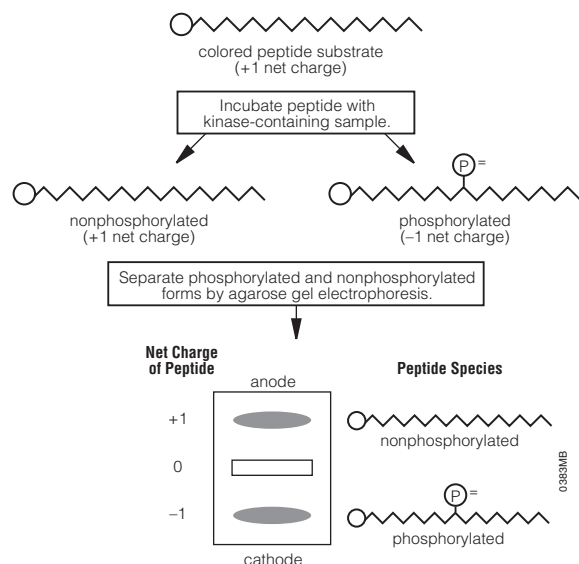 colored peptide substrate
(+1 net charge)
Incubate peptide with
kinase-containing sample.
P =
nonphosphorylated
(+1 net charge)
phosphorylated
(–1 net charge)
Separate phosphorylated and nonphosphorylated
forms by agarose gel electrophoresis.
Net Charge
of Peptide
Peptide Species
anode
+1
nonphosphorylated
0
P =
–1
phosphorylated
cathode
0383MB